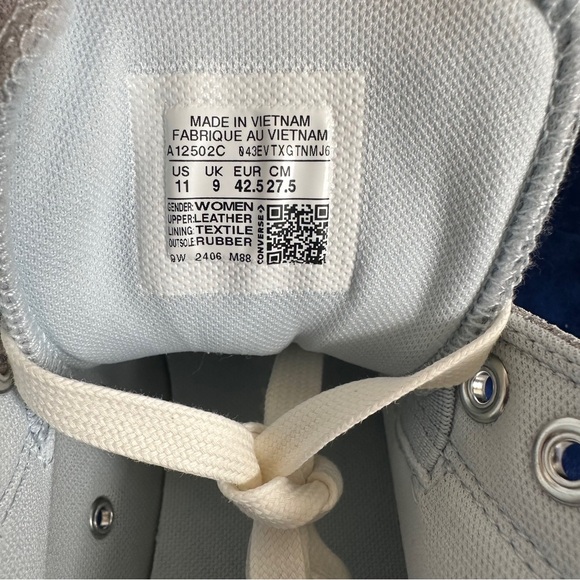 MADE IN VIETNAM
FABRIQUE AU VIETNAM
A12502C 043EVTXGTNMJ6
US UK EUR CM
11 9 42.5 27.5
GENDER: WOMEN
UPPER: LEATHER
LINING: TEXTILE
OUTSOLE: RUBBER
CONVERSE
9W 2406 M88